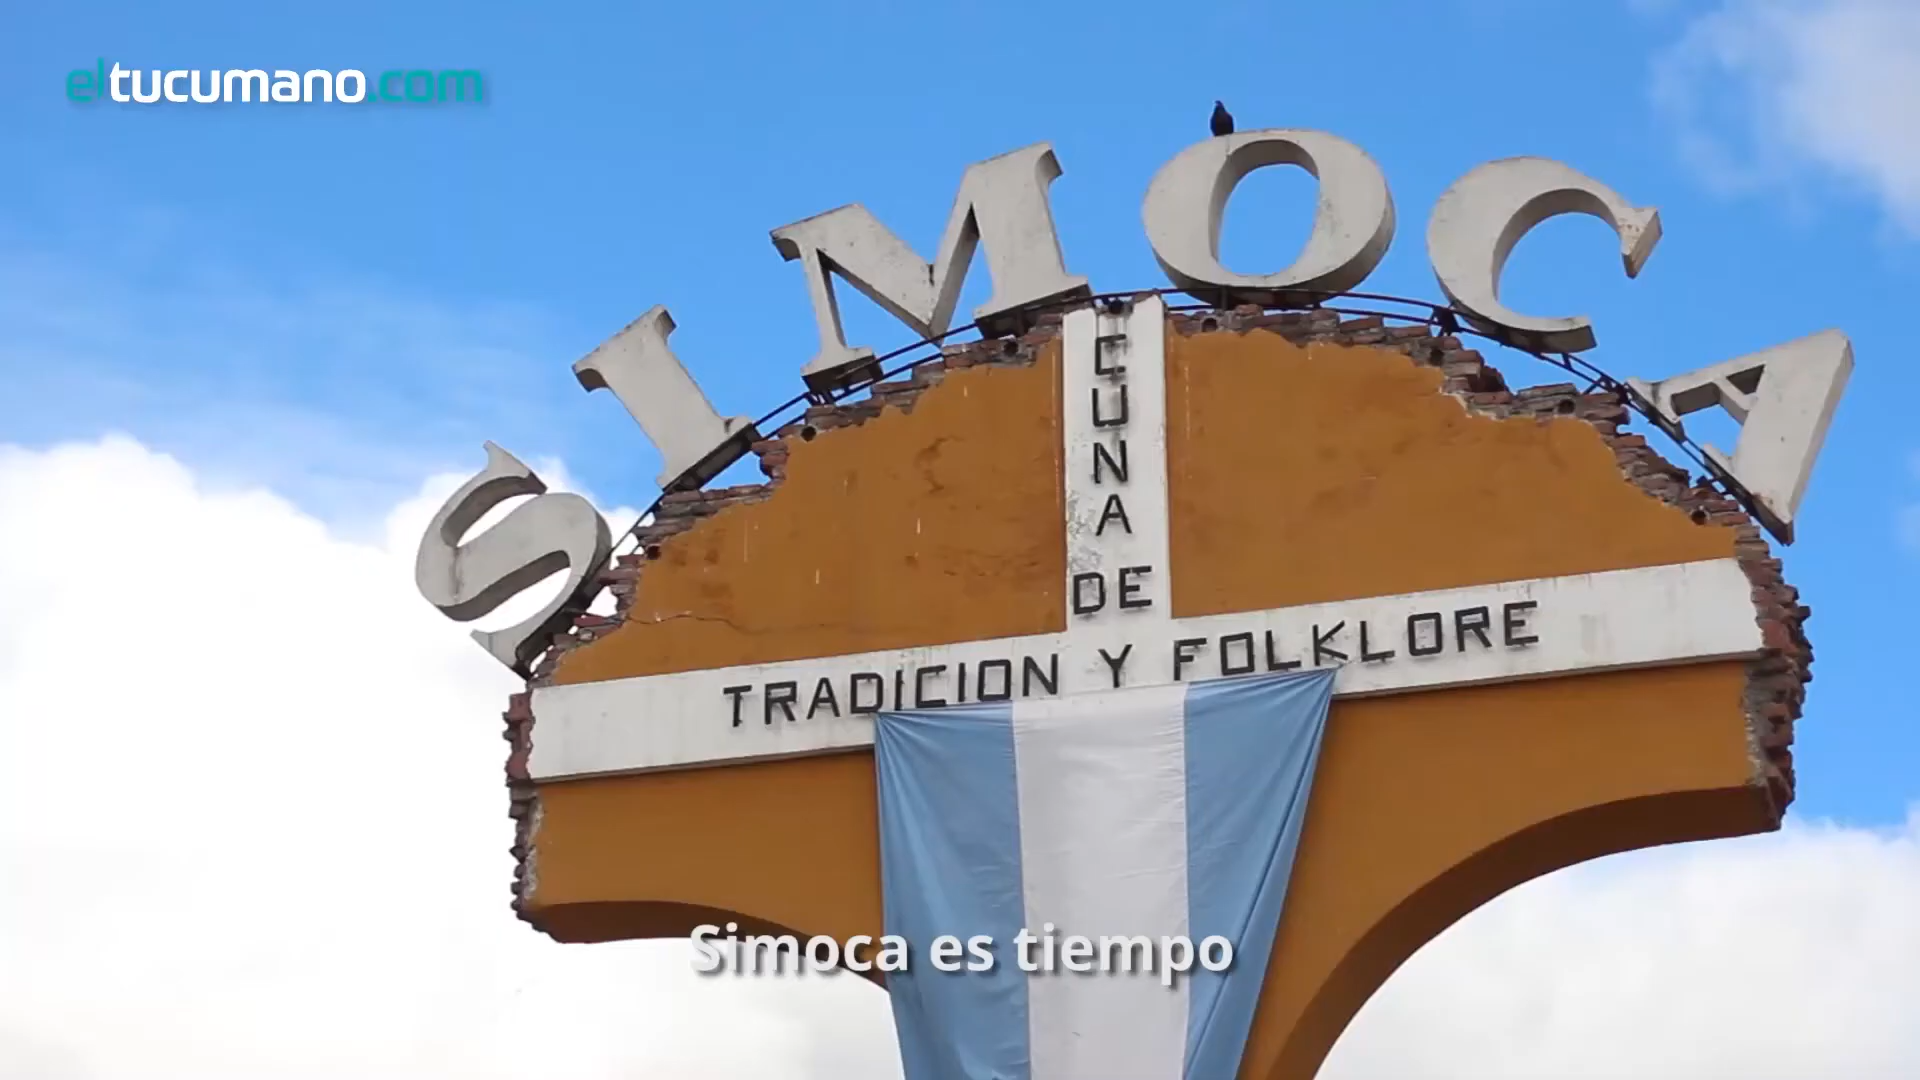 eltucumano.com
SIMOCA
CUNA
DE
TRADICION Y FOLKLORE
Simoca es tiempo